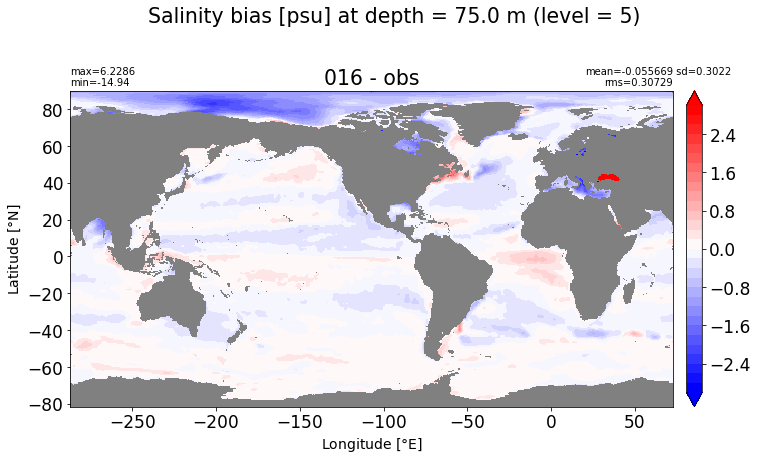 Salinity bias [psu] at depth = 75.0 m (level = 5)
max=6.2286
min=-14.94
016 - obs
mean=-0.055669 sd=0.3022
rms=0.30729
80
60
40
20
0
−20
−40
−60
−80
Latitude [°N]
−250
−200
−150
−100
−50
0
50
Longitude [°E]
2.4
1.6
0.8
0.0
−0.8
−1.6
−2.4